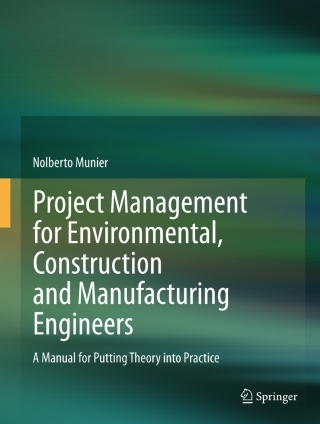 Nolberto Munier
Project Management
for Environmental,
Construction
and Manufacturing
Engineers
A Manual for Putting Theory into Practice
Springer